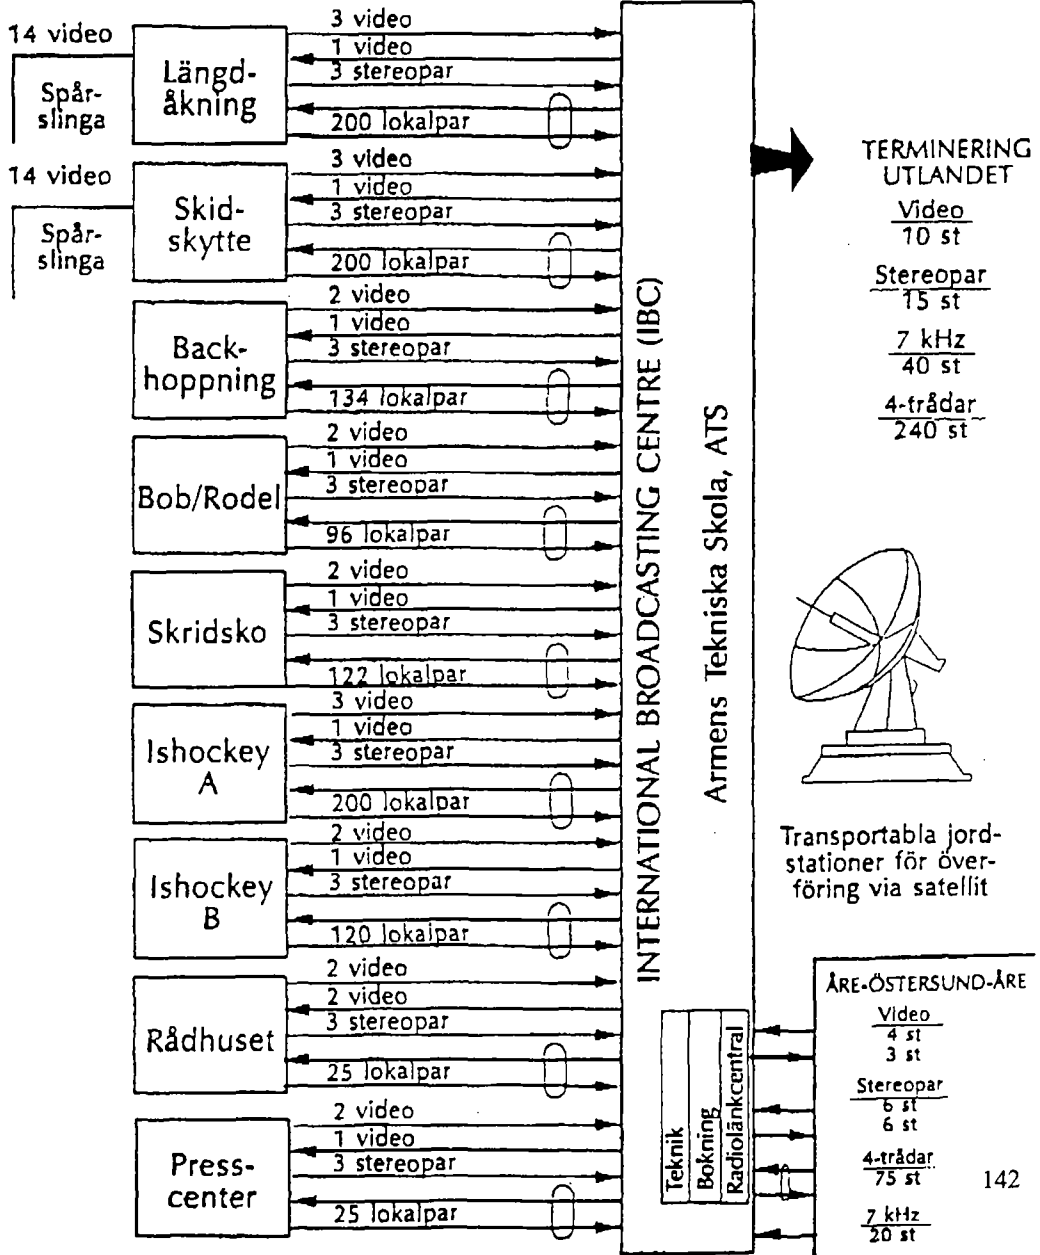 14 video
Spår-
slinga
Längd-
åkning
3 video
1 video
3 stereopar
200 lokalpar
14 video
Spår-
slinga
Skid-
skytte
3 video
1 video
3 stereopar
200 lokalpar
Back-
hoppning
2 video
1 video
3 stereopar
134 lokalpar
Bob/Rodel
2 video
1 video
3 stereopar
96 lokalpar
Skridsko
2 video
1 video
3 stereopar
122 lokalpar
Ishockey
A
3 video
1 video
3 stereopar
200 lokalpar
Ishockey
B
2 video
1 video
3 stereopar
120 lokalpar
Rådhuset
2 video
2 video
3 stereopar
25 lokalpar
Press-
center
2 video
1 video
3 stereopar
25 lokalpar
INTERNATIONAL BROADCASTING CENTRE (IBC)
Armens Tekniska Skola, ATS
Teknik
Bokning
Radiolänkcentral
TERMINERING
UTLANDET
Video
10 st
Stereopar
15 st
7 kHz
40 st
4-trådar
240 st
Transportabla jord-
stationer för över-
föring via satellit
ÅRE-ÖSTERSUND-ÅRE
Video
4 st
3 st
Stereopar
6 st
6 st
4-trådar
75 st
7 kHz
20 st
142